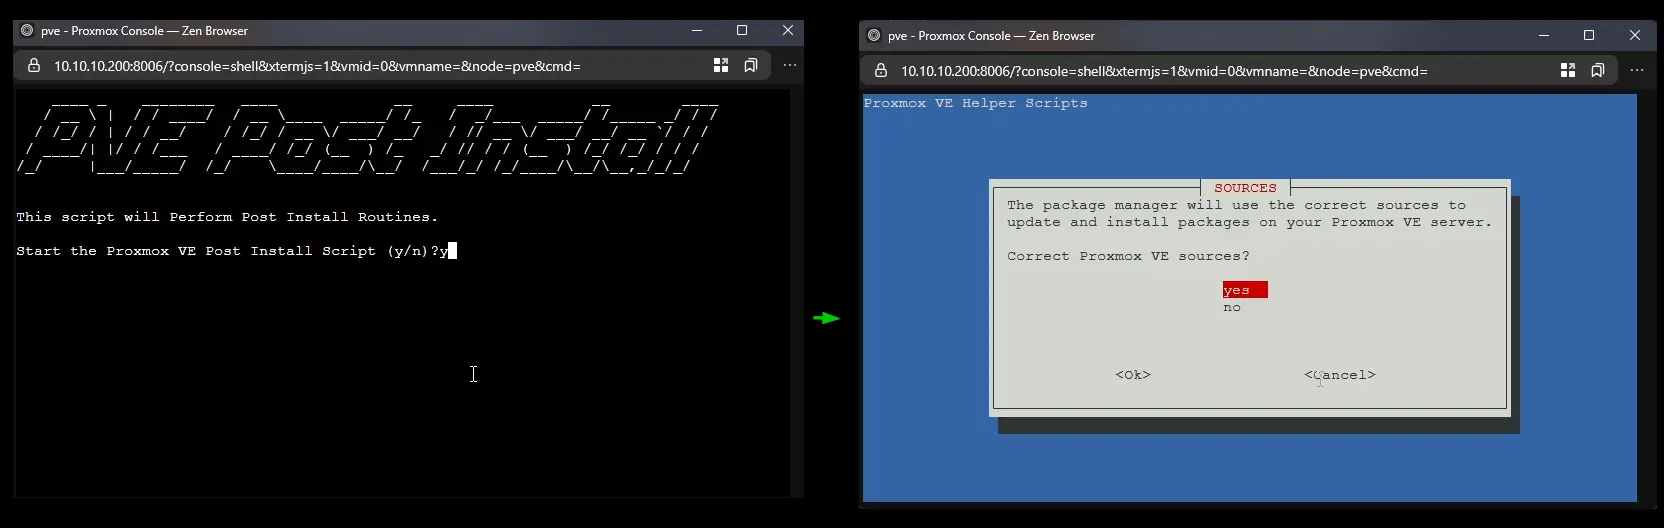 pve - Proxmox Console — Zen Browser
10.10.10.200:8006/?console=shell&xtermjs=1&vmid=0&vmname=&node=pve&cmd=
PVE Post Install
This script will Perform Post Install Routines.
Start the Proxmox VE Post Install Script (y/n)?y
pve - Proxmox Console — Zen Browser
10.10.10.200:8006/?console=shell&xtermjs=1&vmid=0&vmname=&node=pve&cmd=
Proxmox VE Helper Scripts
SOURCES
The package manager will use the correct sources to
update and install packages on your Proxmox VE server.
Correct Proxmox VE sources?
yes
no
<Ok> <Cancel>